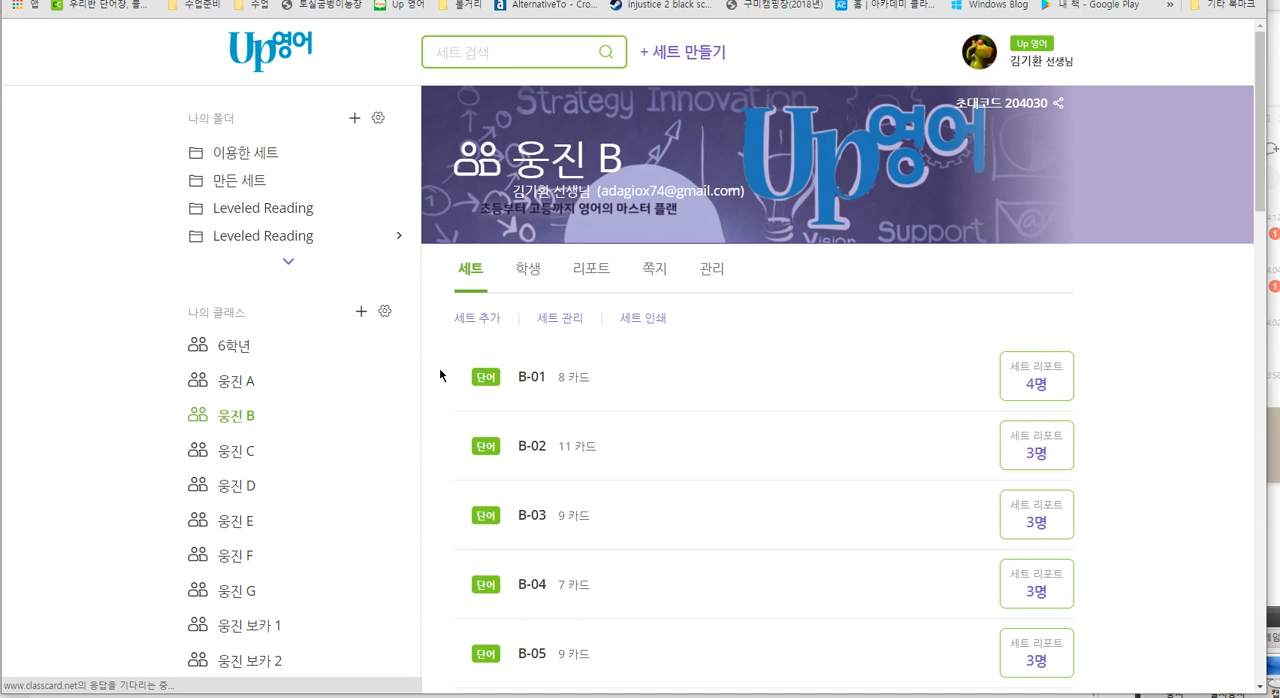 앱
우리반 단어장, 클...
수업준비
수업
토실금빙이능장
Up 영어
볼거리
AlternativeTo - Cro...
injustice 2 black sc...
구미캠핑장(2018년)
홈 | 아카데미 클라...
Windows Blog
내 책 - Google Play
»
기타 북마크
Up영어
세트 검색
+ 세트 만들기
Up 영어
김기환 선생님
나의 폴더
이용한 세트
만든 세트
Leveled Reading
Leveled Reading
나의 클래스
6학년
웅진 A
웅진 B
웅진 C
웅진 D
웅진 E
웅진 F
웅진 G
웅진 보카 1
웅진 보카 2
www.classcard.net의 응답을 기다리는 중...
Strategy Innovation
초대코드 204030
Up영어
웅진 B
김기환 선생님 (adagiox74@gmail.com)
초등부터 고등까지 영어의 마스터 플랜
Vision
Support
세트
학생
리포트
쪽지
관리
세트 추가 | 세트 관리 | 세트 인쇄
단어 B-01 8 카드
세트 리포트
4명
단어 B-02 11 카드
세트 리포트
3명
단어 B-03 9 카드
세트 리포트
3명
단어 B-04 7 카드
세트 리포트
3명
단어 B-05 9 카드
세트 리포트
3명